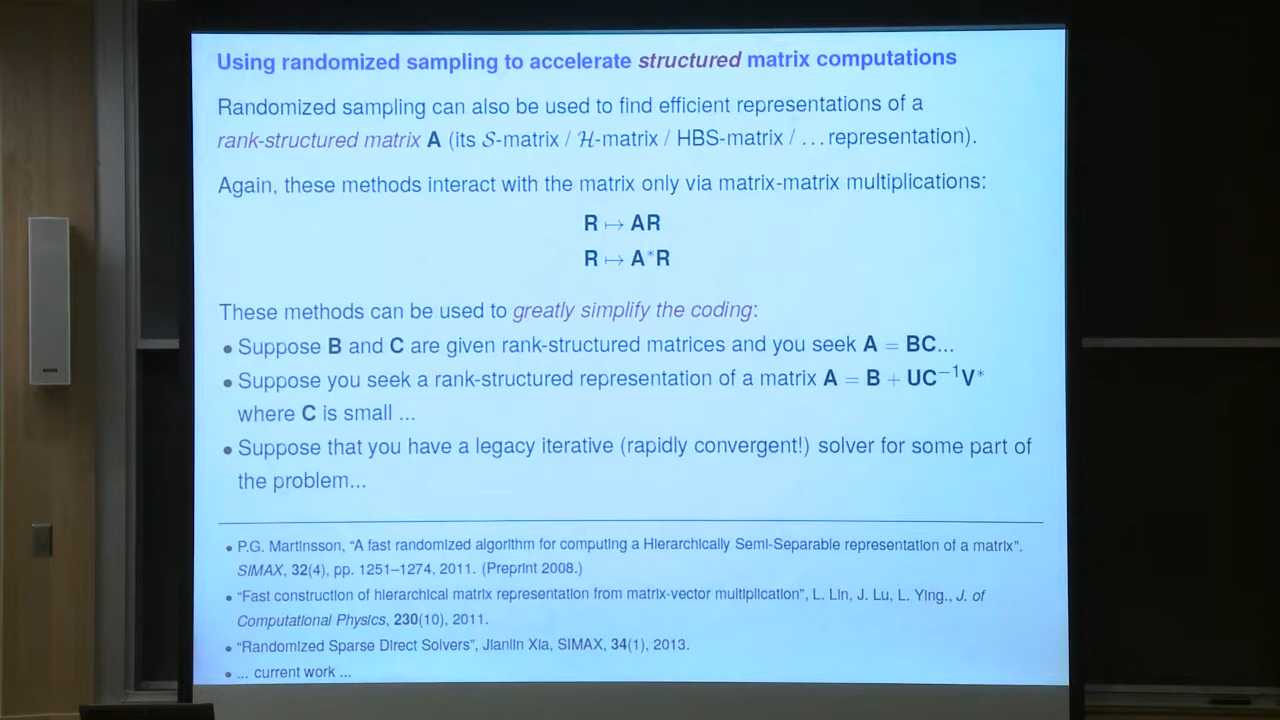 Using randomized sampling to accelerate structured matrix computations
Randomized sampling can also be used to find efficient representations of a
rank-structured matrix A (its 𝒮-matrix / ℋ-matrix / HBS-matrix / … representation).
Again, these methods interact with the matrix only via matrix-matrix multiplications:
R ↦ AR
R ↦ A*R
These methods can be used to greatly simplify the coding:
• Suppose B and C are given rank-structured matrices and you seek A = BC...
• Suppose you seek a rank-structured representation of a matrix A = B + UC⁻¹V*
where C is small ...
• Suppose that you have a legacy iterative (rapidly convergent!) solver for some part of
the problem...
• P.G. Martinsson, “A fast randomized algorithm for computing a Hierarchically Semi-Separable representation of a matrix”.
SIMAX, 32(4), pp. 1251–1274, 2011. (Preprint 2008.)
• “Fast construction of hierarchical matrix representation from matrix-vector multiplication”, L. Lin, J. Lu, L. Ying., J. of
Computational Physics, 230(10), 2011.
• “Randomized Sparse Direct Solvers”, Jianlin Xia, SIMAX, 34(1), 2013.
• ... current work ...